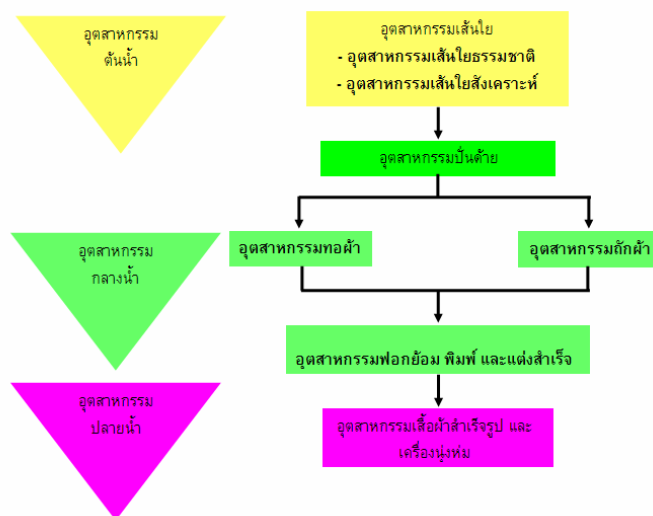 อุตสาหกรรม
ต้นน้ำ
อุตสาหกรรมเส้นใย
- อุตสาหกรรมเส้นใยธรรมชาติ
- อุตสาหกรรมเส้นใยสังเคราะห์
อุตสาหกรรมปั่นด้าย
อุตสาหกรรม
กลางน้ำ
อุตสาหกรรมทอผ้า
อุตสาหกรรมถักผ้า
อุตสาหกรรมฟอกย้อม พิมพ์ และแต่งสำเร็จ
อุตสาหกรรม
ปลายน้ำ
อุตสาหกรรมเสื้อผ้าสำเร็จรูป และ
เครื่องนุ่งห่ม